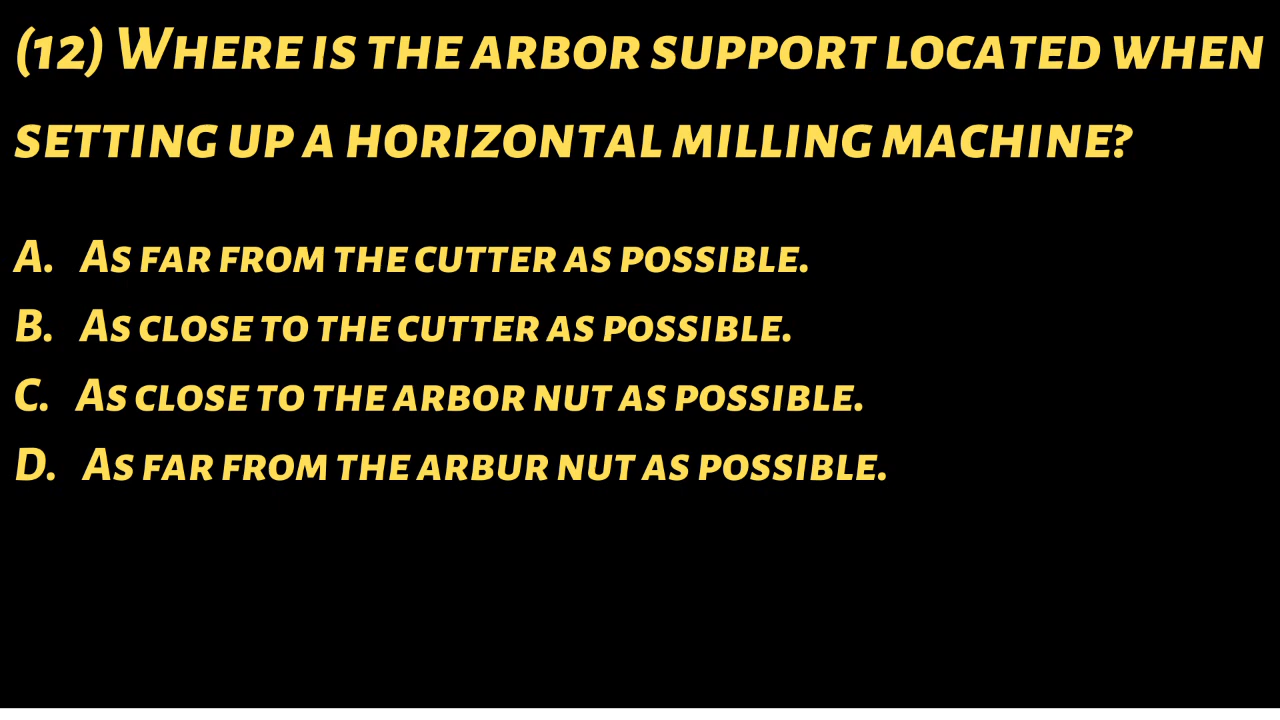 (12) Where is the arbor support located when
setting up a horizontal milling machine?
A. As far from the cutter as possible.
B. As close to the cutter as possible.
C. As close to the arbor nut as possible.
D. As far from the arbur nut as possible.